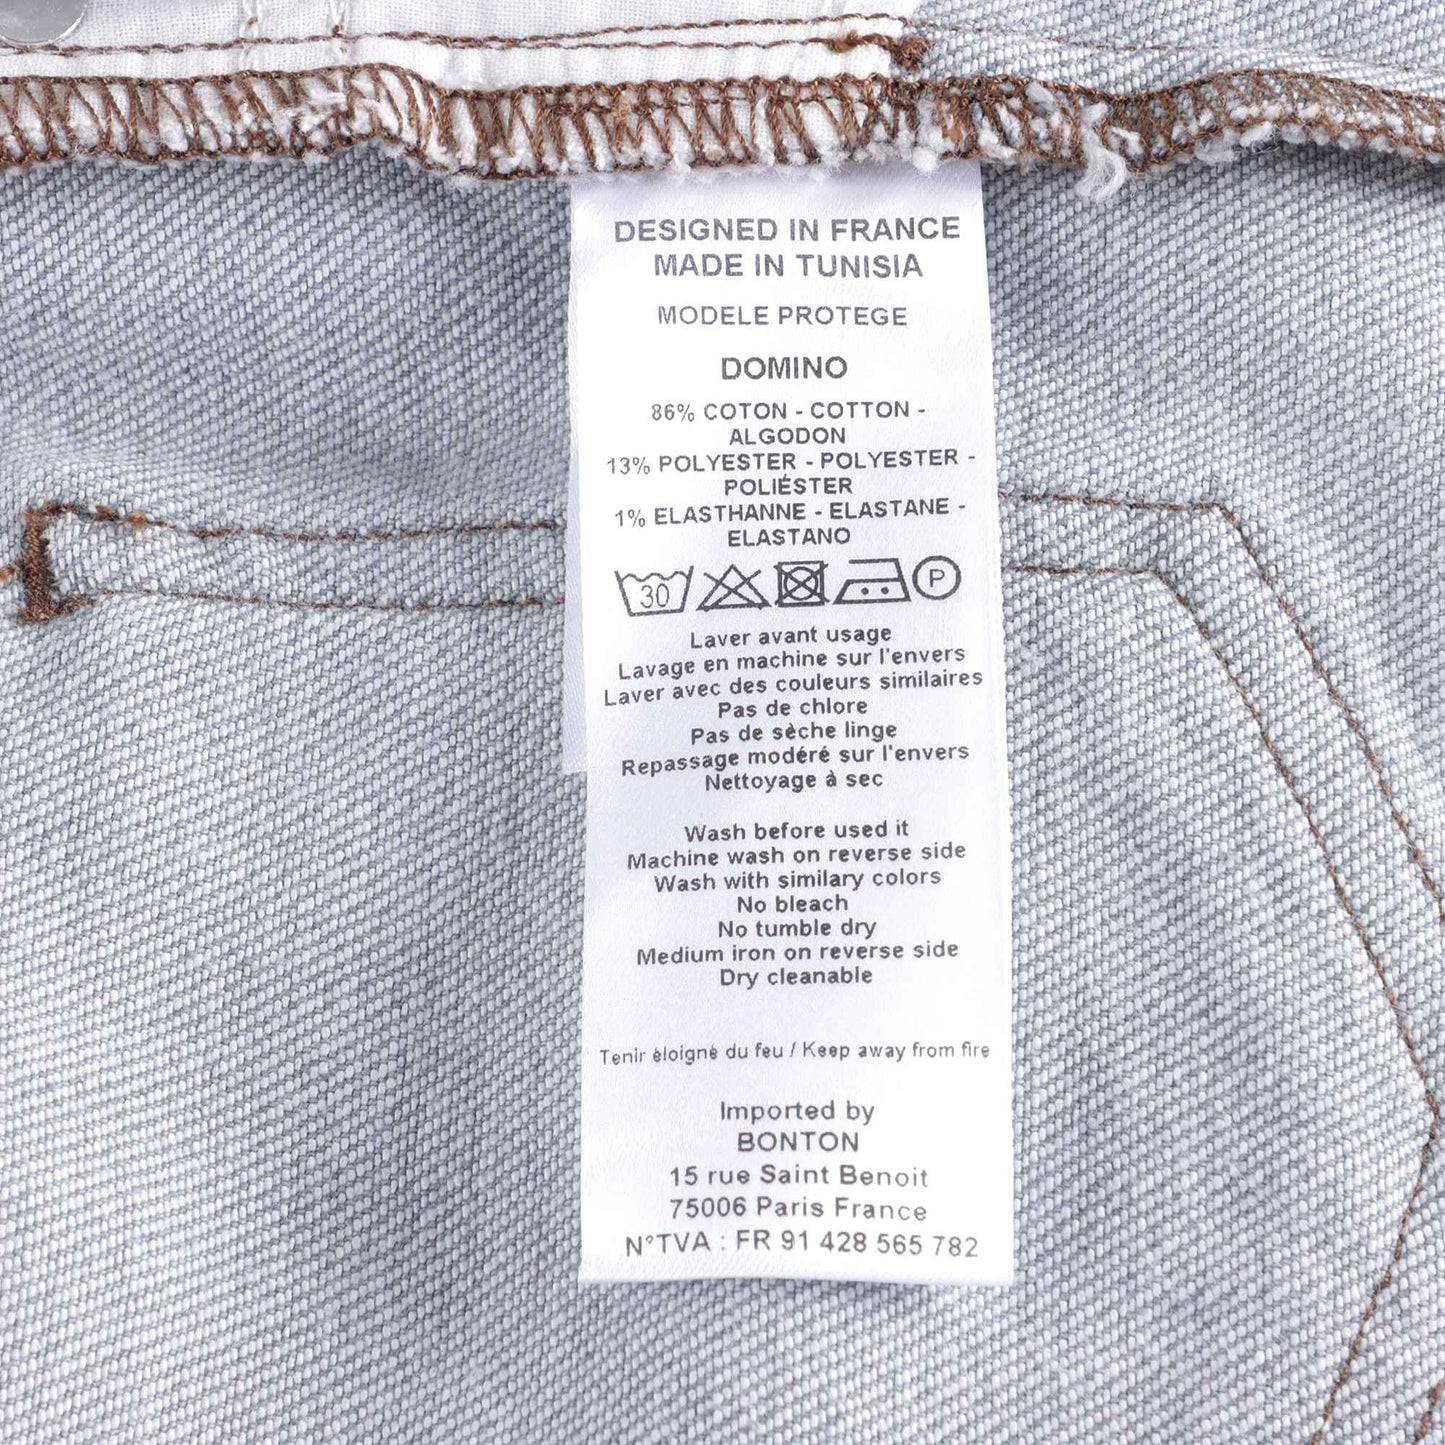 DESIGNED IN FRANCE
MADE IN TUNISIA
MODELE PROTEGE
DOMINO
86% COTON - COTTON -
ALGODON
13% POLYESTER - POLYESTER -
POLIÉSTER
1% ELASTHANNE - ELASTANE -
ELASTANO
30 P
Laver avant usage
Lavage en machine sur l'envers
Laver avec des couleurs similaires
Pas de chlore
Pas de sèche linge
Repassage modéré sur l'envers
Nettoyage à sec
Wash before used it
Machine wash on reverse side
Wash with similary colors
No bleach
No tumble dry
Medium iron on reverse side
Dry cleanable
Tenir éloigné du feu / Keep away from fire
Imported by
BONTON
15 rue Saint Benoit
75006 Paris France
N°TVA : FR 91 428 565 782